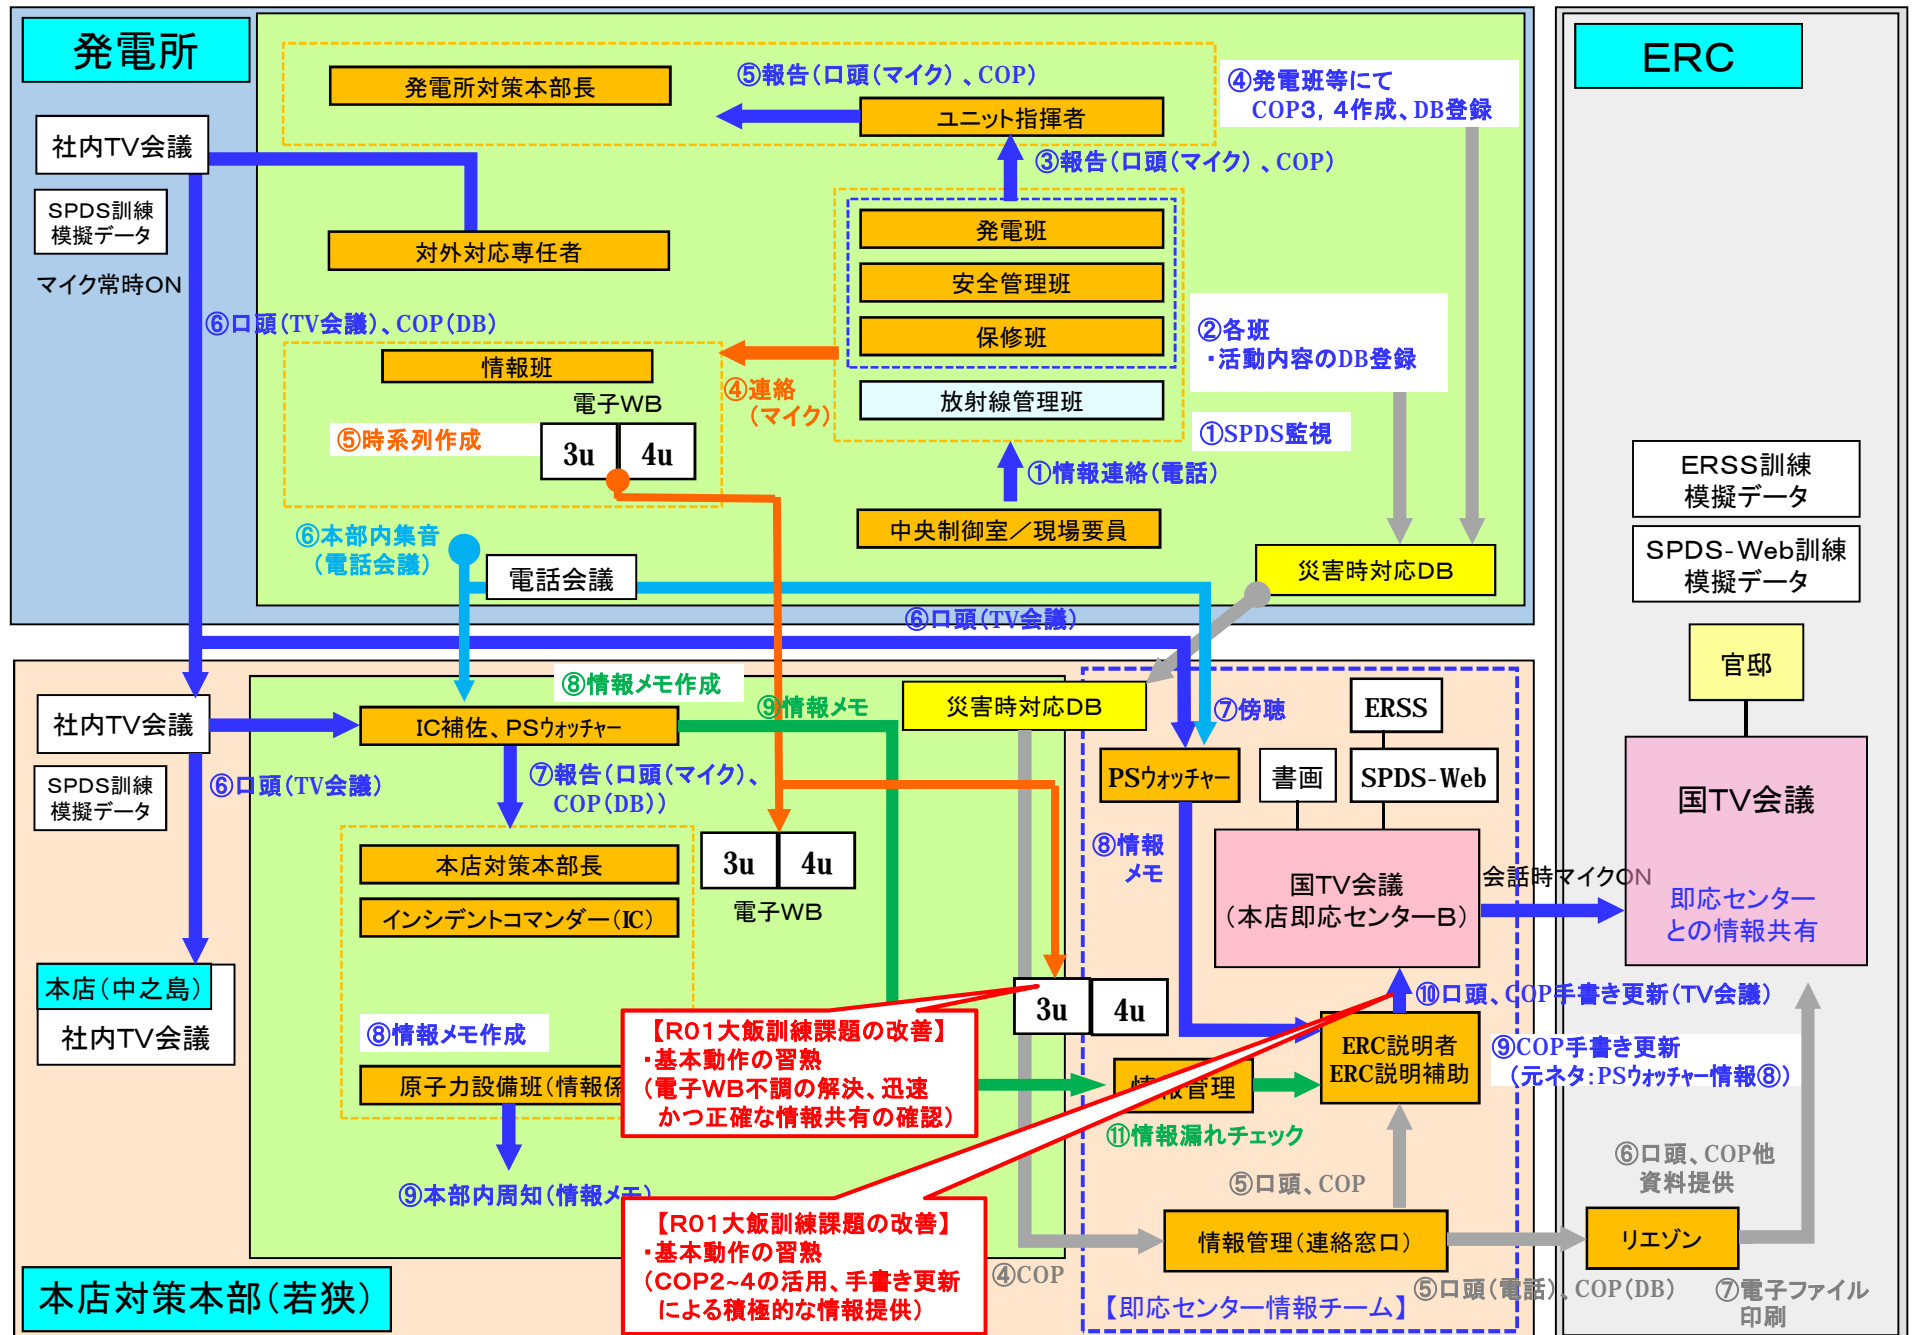 発電所
発電所対策本部長
⑤報告(口頭(マイク)、COP)
ユニット指揮者
④発電班等にて
COP3, 4作成、DB登録
ERC
社内TV会議
③報告(口頭(マイク)、COP)
SPDS訓練
模擬データ
マイク常時ON
対外対応専任者
発電班
安全管理班
保修班
放射線管理班
②各班
・活動内容のDB登録
⑥口頭(TV会議)、COP(DB)
情報班
電子WB
④連絡
(マイク)
⑤時系列作成
3u
4u
①SPDS監視
①情報連絡(電話)
中央制御室/現場要員
ERSS訓練
模擬データ
SPDS-Web訓練
模擬データ
⑥本部内集音
(電話会議)
電話会議
災害時対応DB
⑥口頭(TV会議)
官邸
⑧情報メモ作成
社内TV会議
IC補佐、PSウォッチャー
⑨情報メモ
災害時対応DB
⑦傍聴
ERSS
SPDS訓練
模擬データ
⑥口頭(TV会議)
⑦報告(口頭(マイク)、
COP(DB))
PSウォッチャー
書画
SPDS-Web
国TV会議
本店対策本部長
インシデントコマンダー(IC)
3u
4u
電子WB
⑧情報
メモ
国TV会議
(本店即応センターB)
会話時マイクON
即応センター
との情報共有
本店(中之島)
社内TV会議
3u
4u
⑩口頭、COP手書き更新(TV会議)
⑧情報メモ作成
原子力設備班(情報係
【R01大飯訓練課題の改善】
・基本動作の習熟
(電子WB不調の解決、迅速
かつ正確な情報共有の確認)
情報管理
ERC説明者
ERC説明補助
⑨COP手書き更新
(元ネタ:PSウォッチャー情報⑧)
⑪情報漏れチェック
⑨本部内周知(情報メモ)
⑤口頭、COP
⑥口頭、COP他
資料提供
【R01大飯訓練課題の改善】
・基本動作の習熟
(COP2~4の活用、手書き更新
による積極的な情報提供)
④COP
情報管理(連絡窓口)
リエゾン
⑤口頭(電話)、COP(DB)
⑦電子ファイル
印刷
【即応センター情報チーム】
本店対策本部(若狭)